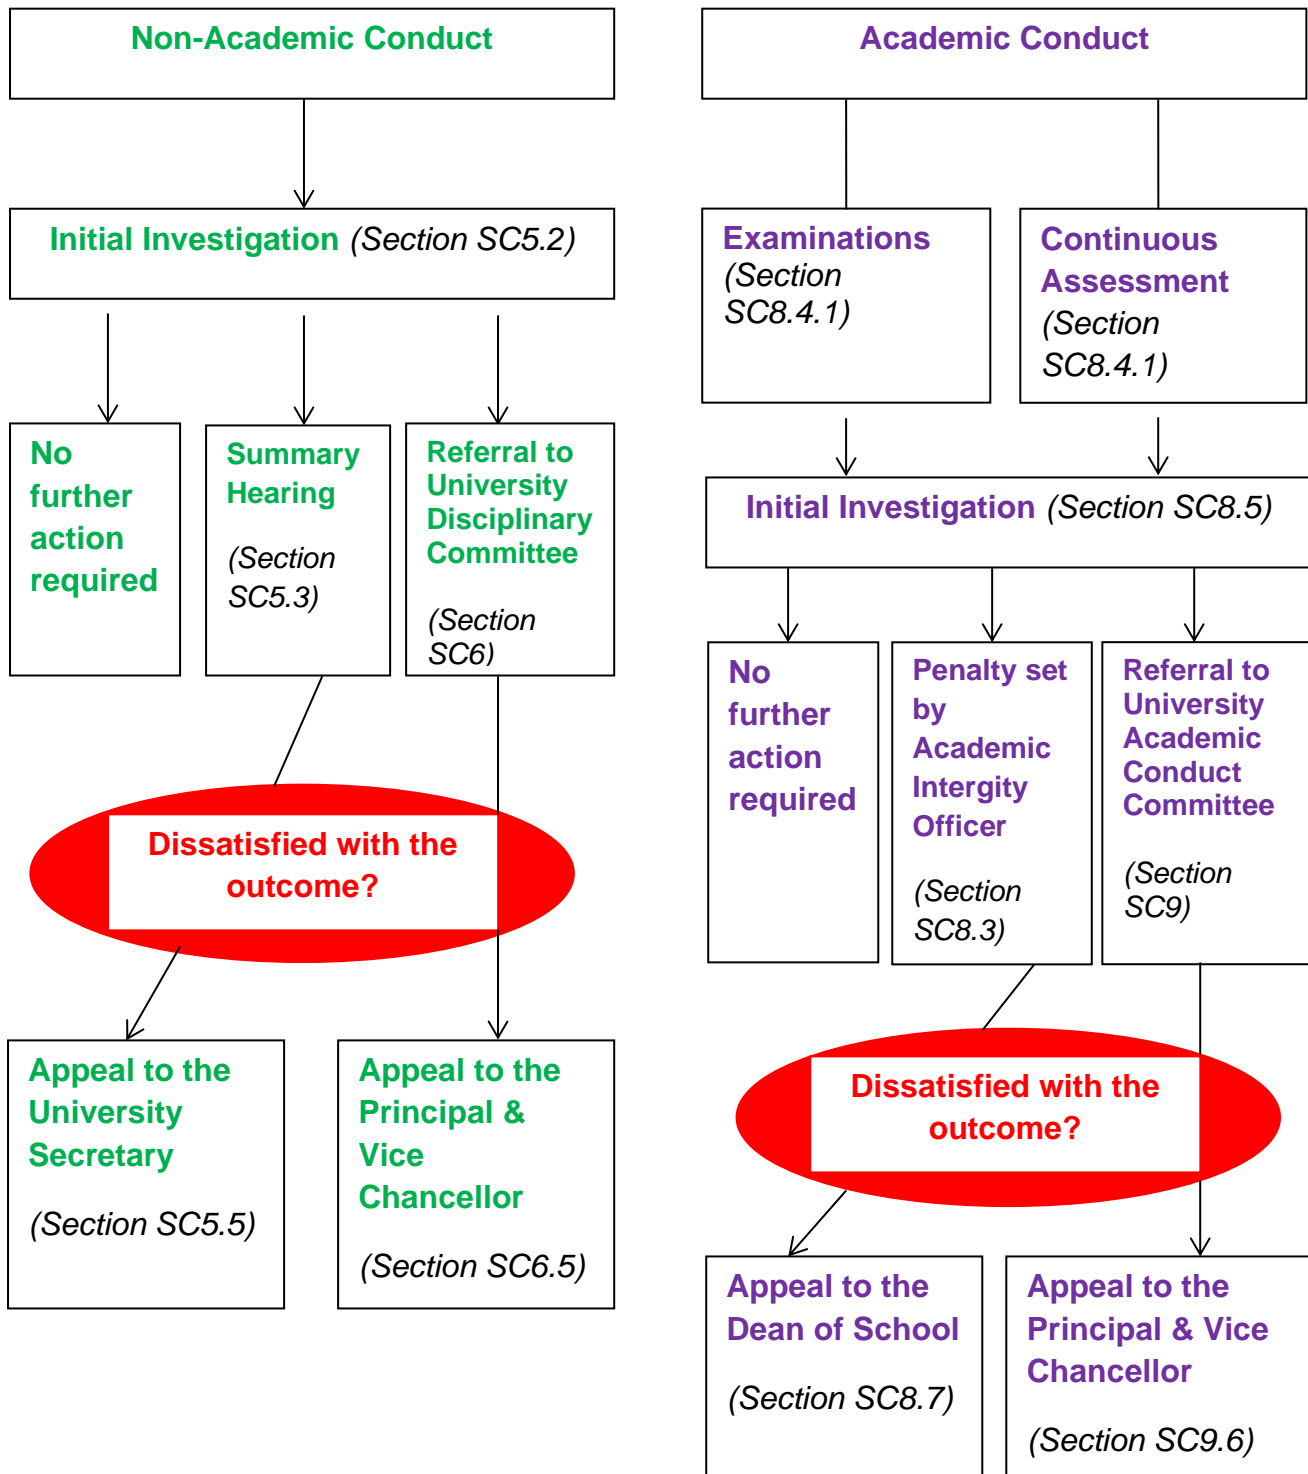 Non-Academic Conduct
Initial Investigation (Section SC5.2)
No
further
action
required
Summary
Hearing
(Section
SC5.3)
Referral to
University
Disciplinary
Committee
(Section
SC6)
Dissatisfied with the
outcome?
Appeal to the
University
Secretary
(Section SC5.5)
Appeal to the
Principal &
Vice
Chancellor
(Section SC6.5)
Academic Conduct
Examinations
(Section
SC8.4.1)
Continuous
Assessment
(Section
SC8.4.1)
Initial Investigation (Section SC8.5)
No
further
action
required
Penalty set
by
Academic
Intergity
Officer
(Section
SC8.3)
Referral to
University
Academic
Conduct
Committee
(Section
SC9)
Dissatisfied with the
outcome?
Appeal to the
Dean of School
(Section SC8.7)
Appeal to the
Principal & Vice
Chancellor
(Section SC9.6)